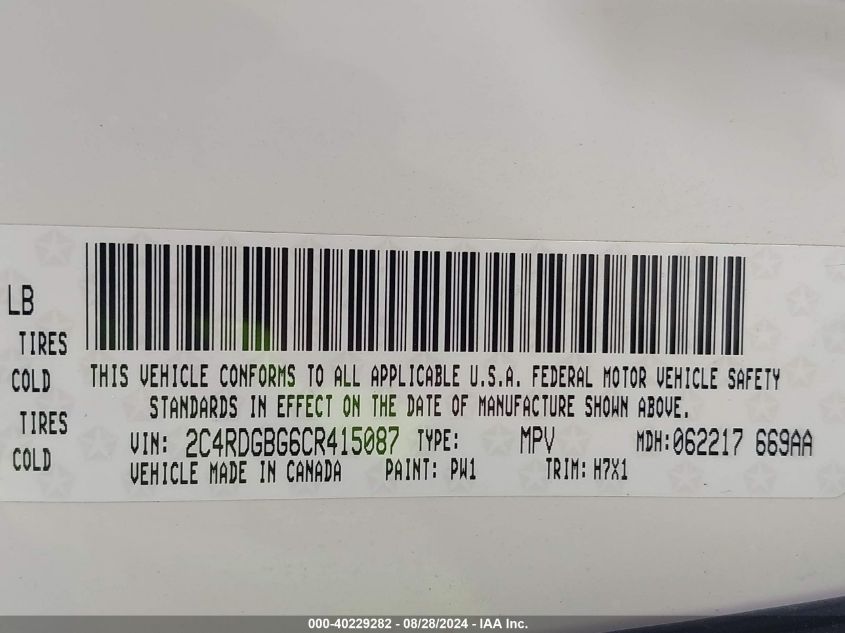 LB
TIRES
COLD
THIS VEHICLE CONFORMS TO ALL APPLICABLE U.S.A. FEDERAL MOTOR VEHICLE SAFETY
STANDARDS IN EFFECT ON THE DATE OF MANUFACTURE SHOWN ABOVE.
TIRES
COLD
VIN: 2C4RDGBG6CR415087 TYPE: MPV MDH:062217 669AA
VEHICLE MADE IN CANADA PAINT: PW1 TRIM: H7X1
000-40229282 - 08/28/2024 - IAA Inc.